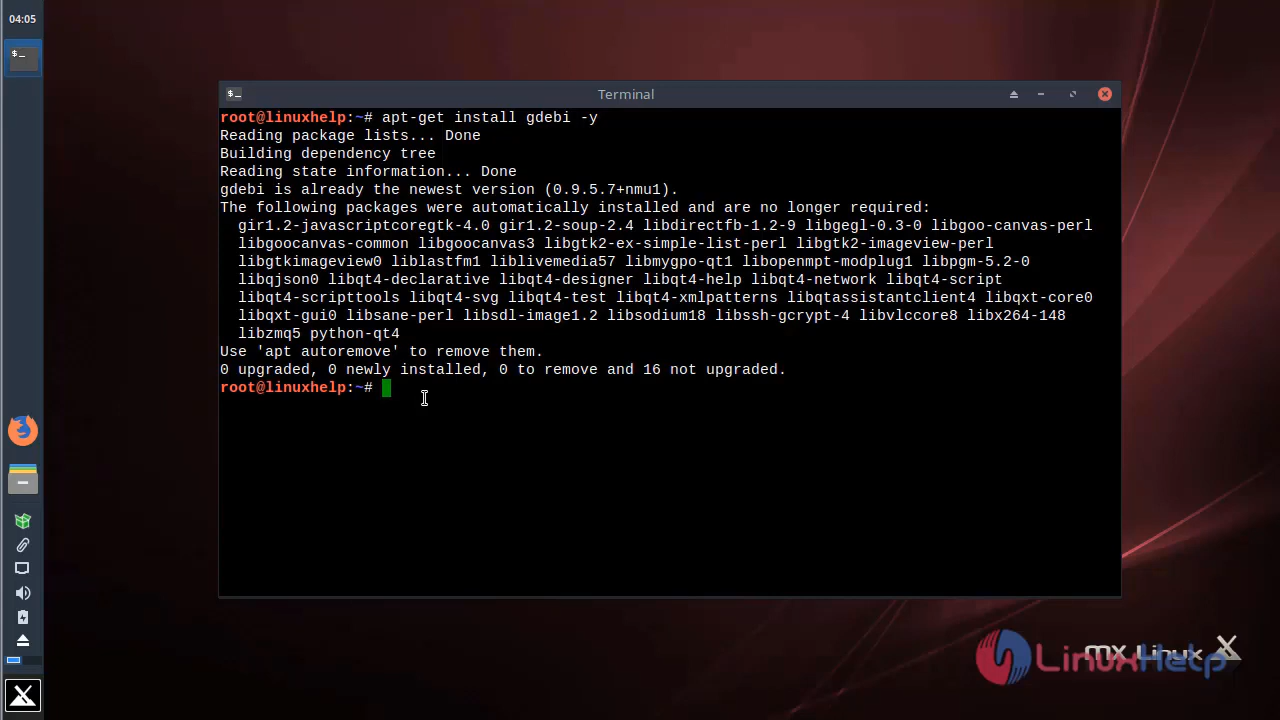 04:05
$_
$_ Terminal
root@linuxhelp:~# apt-get install gdebi -y
Reading package lists... Done
Building dependency tree
Reading state information... Done
gdebi is already the newest version (0.9.5.7+nmu1).
The following packages were automatically installed and are no longer required:
gir1.2-javascriptcoregtk-4.0 gir1.2-soup-2.4 libdirectfb-1.2-9 libgegl-0.3-0 libgoo-canvas-perl
libgoocanvas-common libgoocanvas3 libgtk2-ex-simple-list-perl libgtk2-imageview-perl
libgtkimageview0 liblastfm1 liblivemedia57 libmygpo-qt1 libopenmpt-modplug1 libpgm-5.2-0
libqjson0 libqt4-declarative libqt4-designer libqt4-help libqt4-network libqt4-script
libqt4-scripttools libqt4-svg libqt4-test libqt4-xmlpatterns libqtassistantclient4 libqxt-core0
libqxt-gui0 libsane-perl libsdl-image1.2 libsodium18 libssh-gcrypt-4 libvlccore8 libx264-148
libzmq5 python-qt4
Use 'apt autoremove' to remove them.
0 upgraded, 0 newly installed, 0 to remove and 16 not upgraded.
root@linuxhelp:~#
MX Linux
LinuxHelp